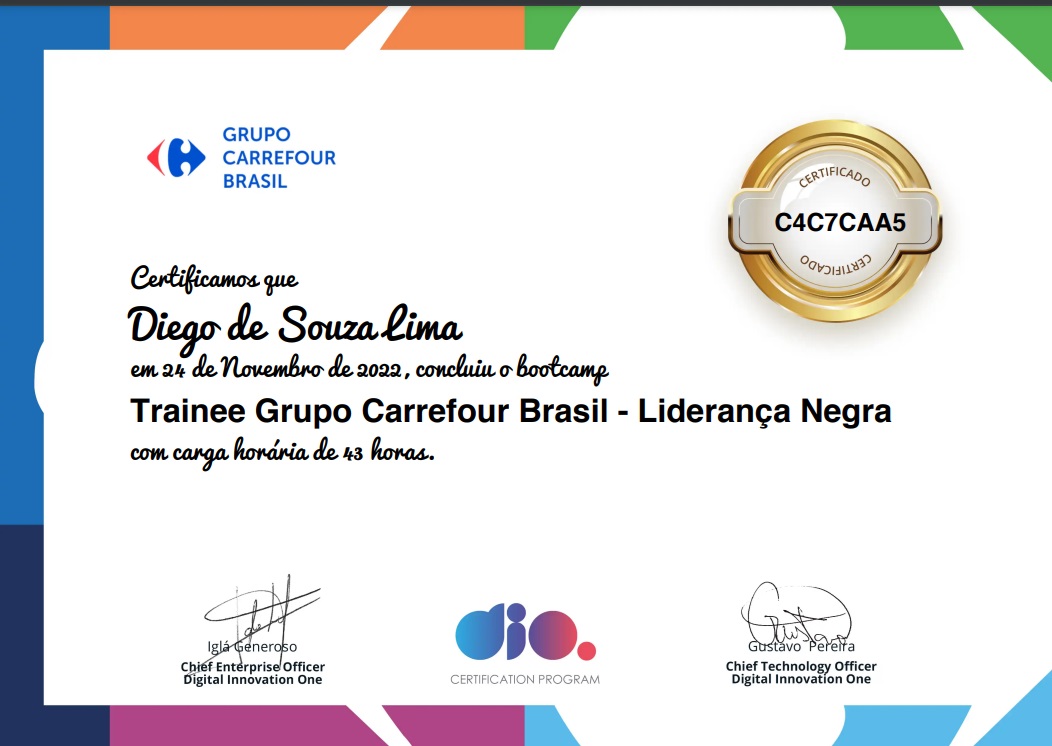 GRUPO
CARREFOUR
BRASIL
CERTIFICADO
C4C7CAA5
CERTIFICADO
Certificamos que
Diego de Souza Lima
em 24 de Novembro de 2022, concluiu o bootcamp
Trainee Grupo Carrefour Brasil - Liderança Negra
com carga horária de 43 horas.
Iglá Generoso
Chief Enterprise Officer
Digital Innovation One
dio.
CERTIFICATION PROGRAM
Gustavo Pereira
Chief Technology Officer
Digital Innovation One